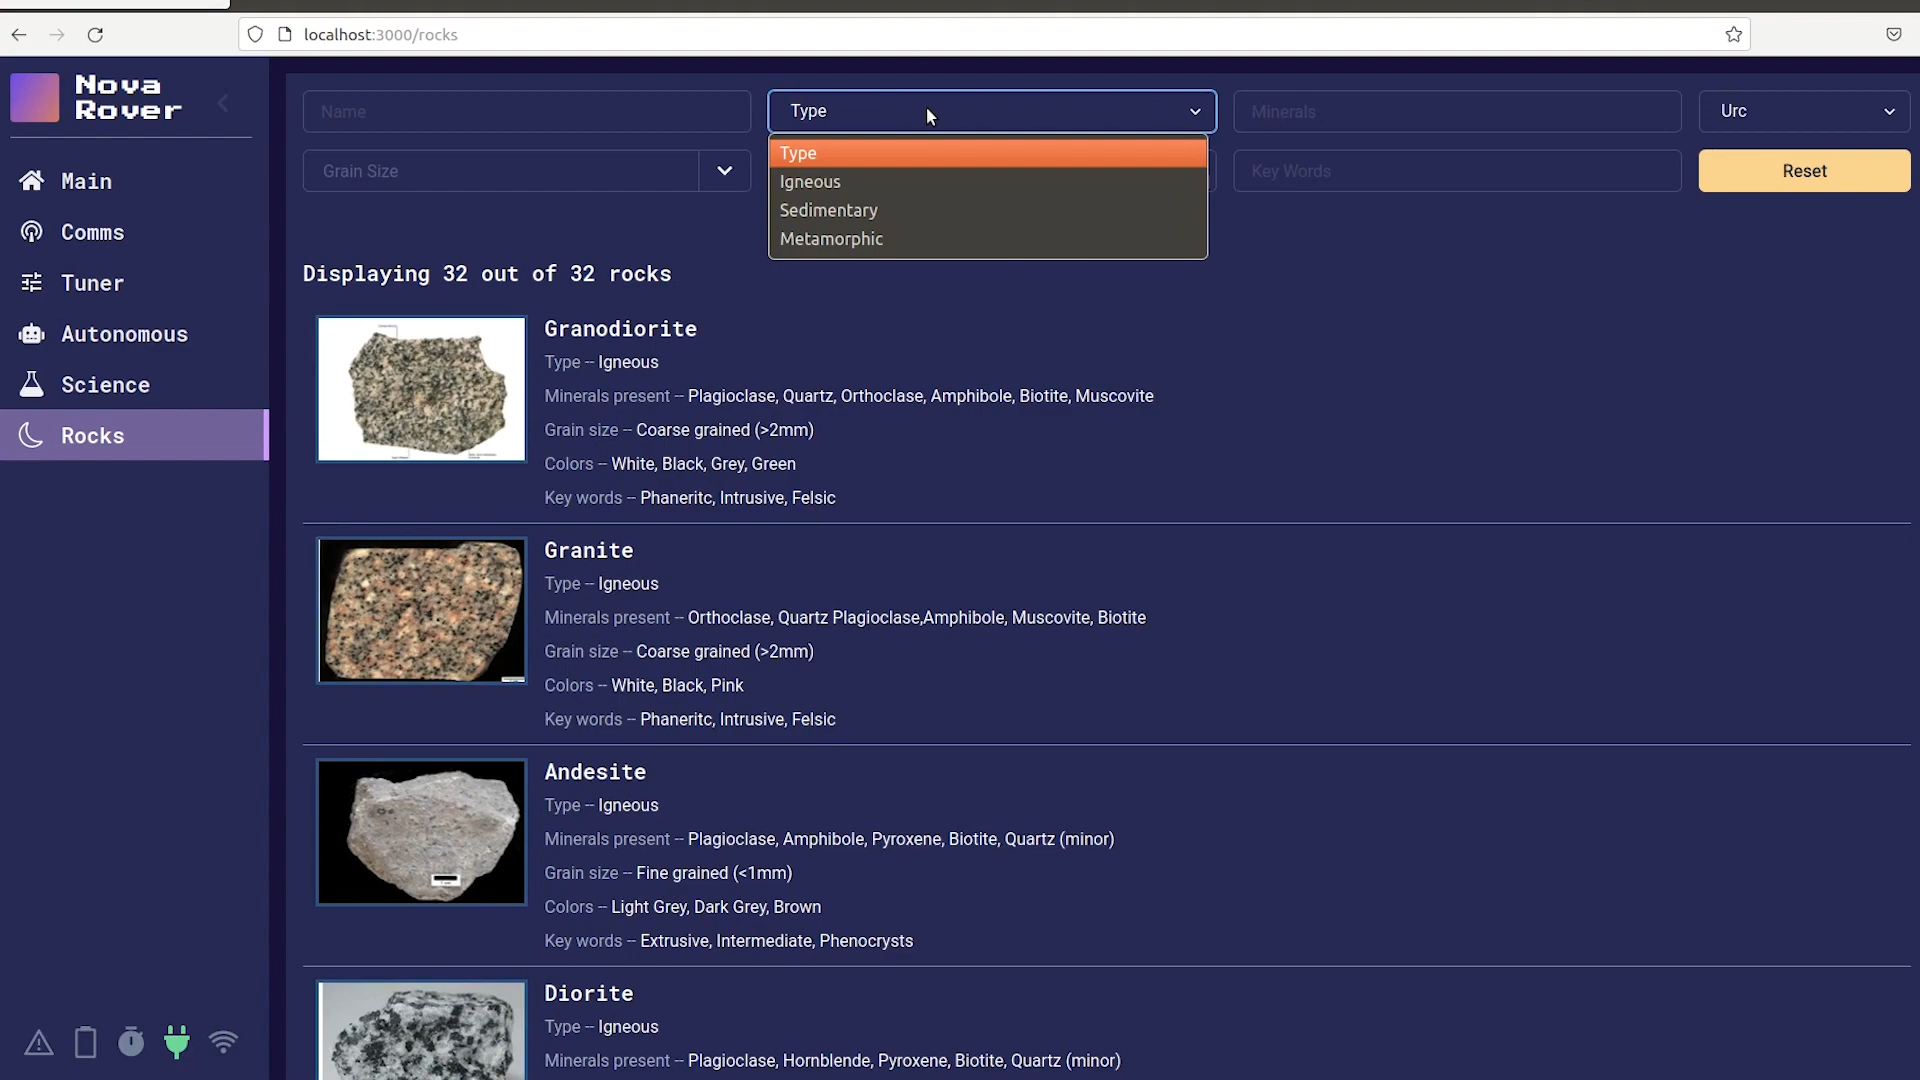 localhost:3000/rocks
Nova
Rover
Main
Comms
Tuner
Autonomous
Science
Rocks
Name
Type
Minerals
Urc
Grain Size
Key Words
Reset
Type
Igneous
Sedimentary
Metamorphic
Displaying 32 out of 32 rocks
Granodiorite
Type -- Igneous
Minerals present -- Plagioclase, Quartz, Orthoclase, Amphibole, Biotite, Muscovite
Grain size -- Coarse grained (>2mm)
Colors -- White, Black, Grey, Green
Key words -- Phaneritc, Intrusive, Felsic
Granite
Type -- Igneous
Minerals present -- Orthoclase, Quartz Plagioclase,Amphibole, Muscovite, Biotite
Grain size -- Coarse grained (>2mm)
Colors -- White, Black, Pink
Key words -- Phaneritc, Intrusive, Felsic
Andesite
Type -- Igneous
Minerals present -- Plagioclase, Amphibole, Pyroxene, Biotite, Quartz (minor)
Grain size -- Fine grained (<1mm)
Colors -- Light Grey, Dark Grey, Brown
Key words -- Extrusive, Intermediate, Phenocrysts
Diorite
Type -- Igneous
Minerals present -- Plagioclase, Hornblende, Pyroxene, Biotite, Quartz (minor)